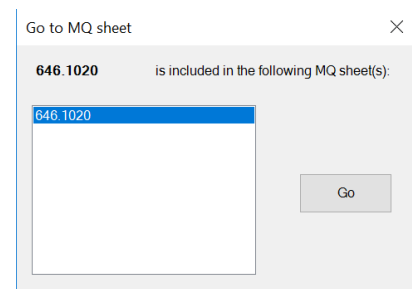 Go to MQ sheet
646.1020 is included in the following MQ sheet(s):
646.1020
Go